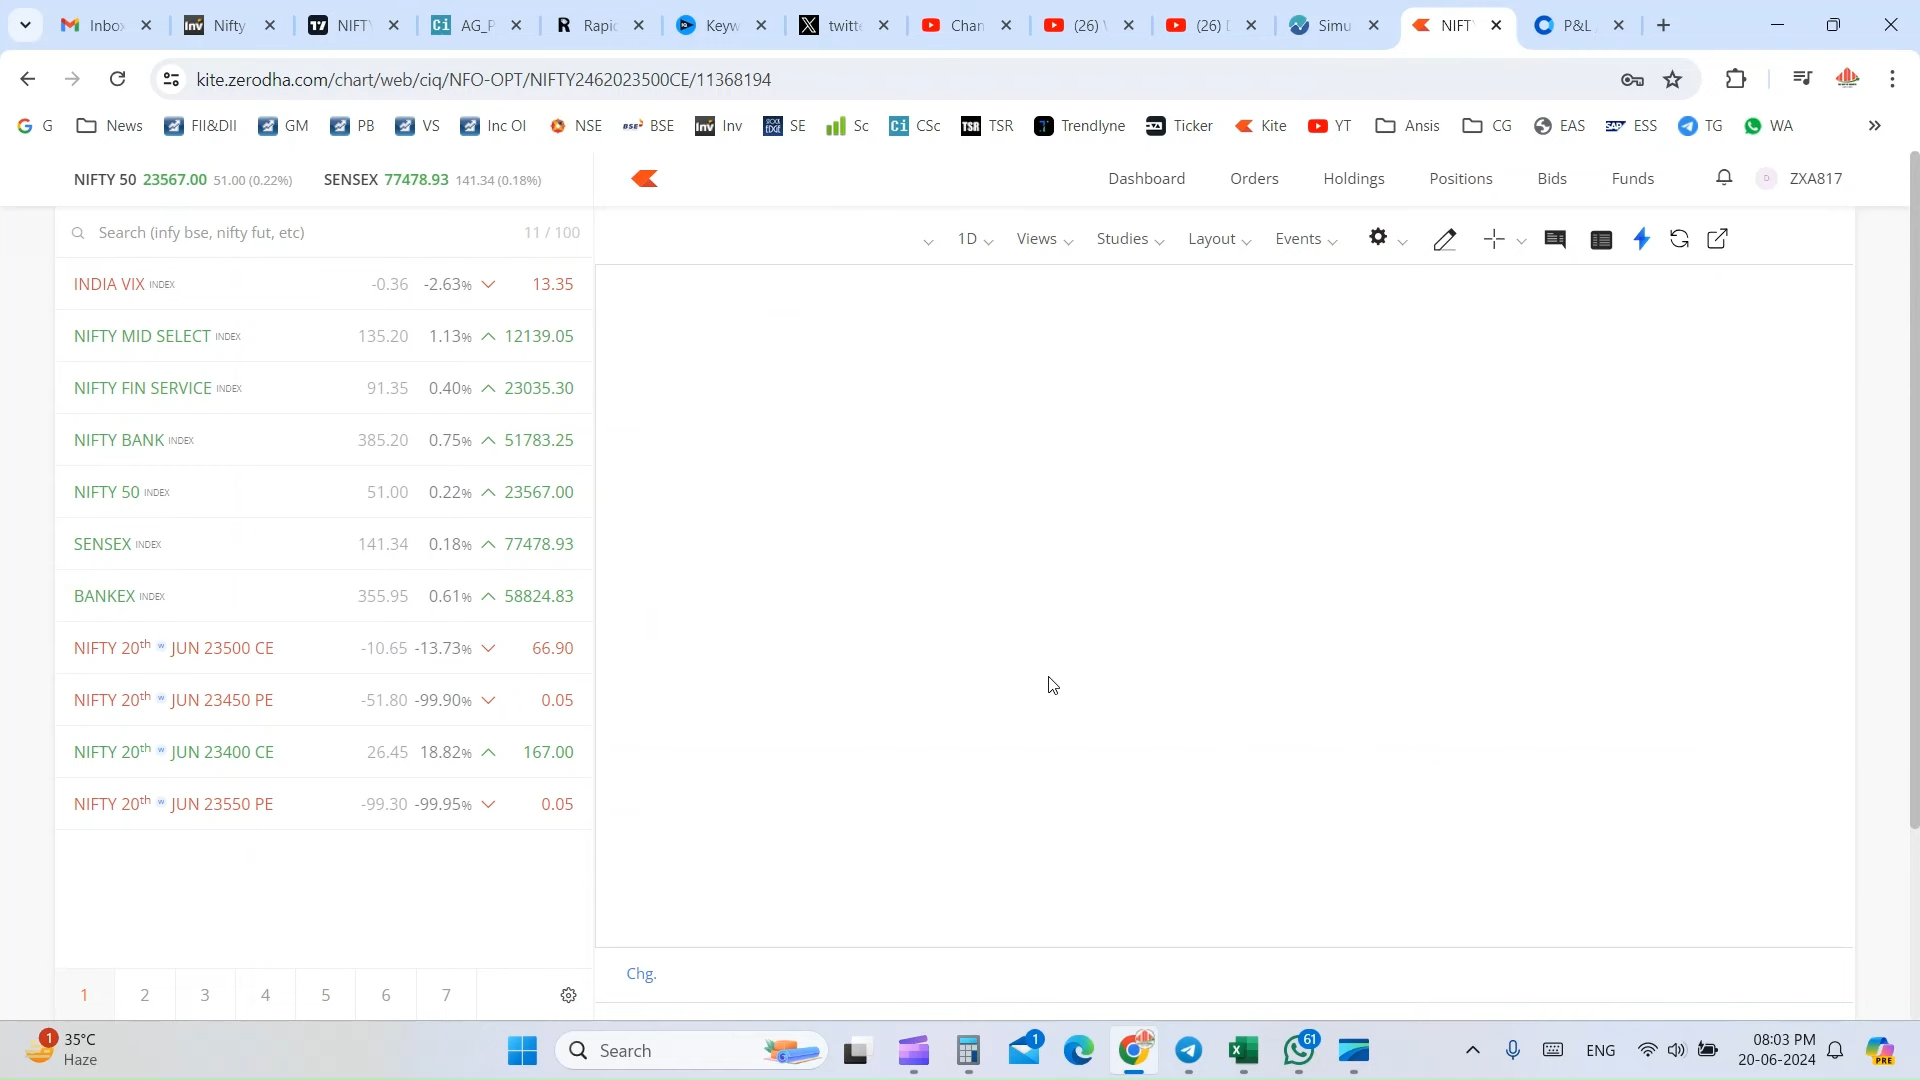 Inbo
Nifty
NIFT
AG_P
Rapi
Keyw
twitte
Chan
(26)
(26)
Simu
NIFT
P&L
kite.zerodha.com/chart/web/ciq/NFO-OPT/NIFTY2462023500CE/11368194
G News FII&DII GM PB VS Inc OI NSE BSE Inv SE Sc CSc TSR Trendlyne Ticker Kite YT Ansis CG EAS ESS TG WA
NIFTY 50 23567.00 51.00 (0.22%) SENSEX 77478.93 141.34 (0.18%)
Dashboard Orders Holdings Positions Bids Funds D ZXA817
Search (infy bse, nifty fut, etc) 11 / 100
1D Views Studies Layout Events
INDIA VIX INDEX -0.36 -2.63% 13.35
NIFTY MID SELECT INDEX 135.20 1.13% 12139.05
NIFTY FIN SERVICE INDEX 91.35 0.40% 23035.30
NIFTY BANK INDEX 385.20 0.75% 51783.25
NIFTY 50 INDEX 51.00 0.22% 23567.00
SENSEX INDEX 141.34 0.18% 77478.93
BANKEX INDEX 355.95 0.61% 58824.83
NIFTY 20th w JUN 23500 CE -10.65 -13.73% 66.90
NIFTY 20th w JUN 23450 PE -51.80 -99.90% 0.05
NIFTY 20th w JUN 23400 CE 26.45 18.82% 167.00
NIFTY 20th w JUN 23550 PE -99.30 -99.95% 0.05
Chg.
1 2 3 4 5 6 7
1 35°C
Haze
Search
1
61
ENG
08:03 PM
20-06-2024
PRE